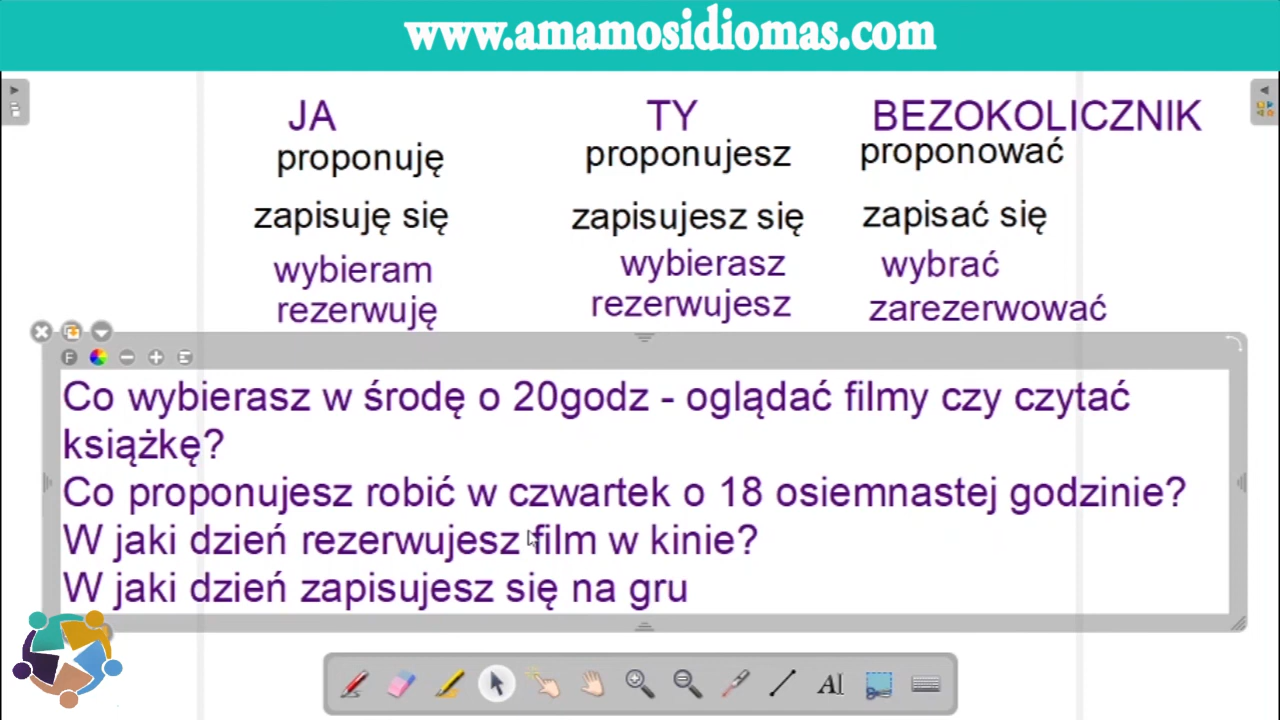 www.amamosidiomas.com
JA TY BEZOKOLICZNIK
proponuję proponujesz proponować
zapisuję się zapisujesz się zapisać się
wybieram wybierasz wybrać
rezerwuję rezerwujesz zarezerwować
F
Co wybierasz w środę o 20godz - oglądać filmy czy czytać
książkę?
Co proponujesz robić w czwartek o 18 osiemnastej godzinie?
W jaki dzień rezerwujesz film w kinie?
W jaki dzień zapisujesz się na gru
AI